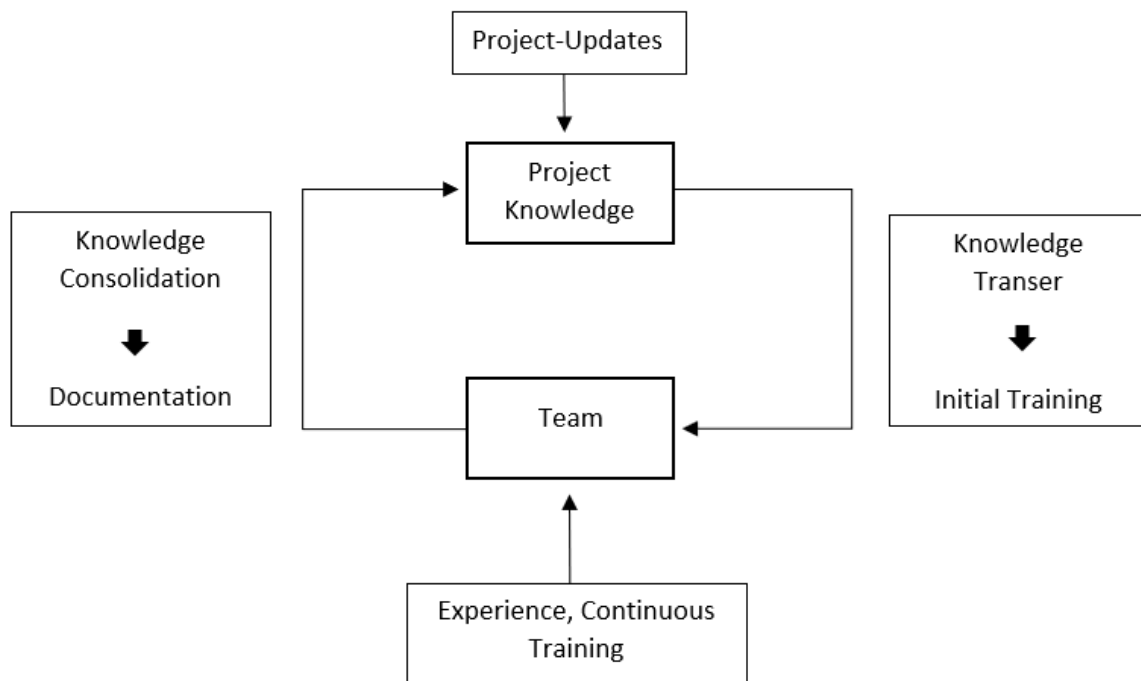 Project-Updates
Project
Knowledge
Knowledge
Consolidation
Documentation
Knowledge
Transer
Initial Training
Team
Experience, Continuous
Training